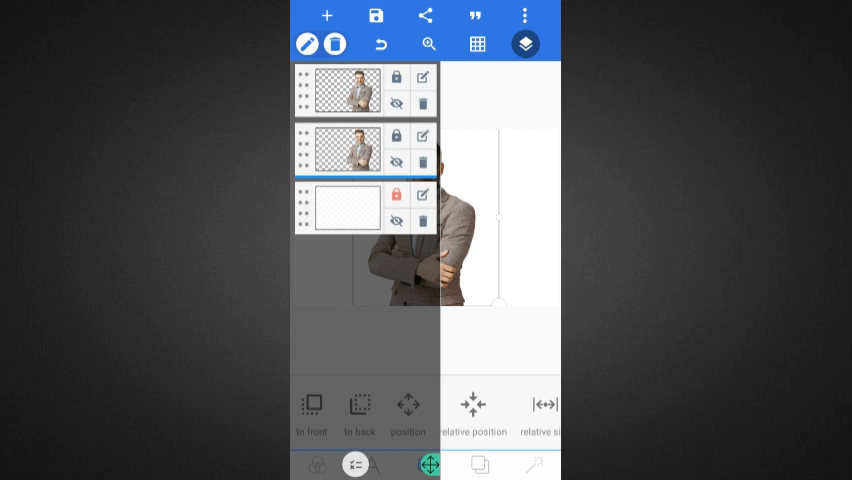 to front
to back
position
relative position
relative si